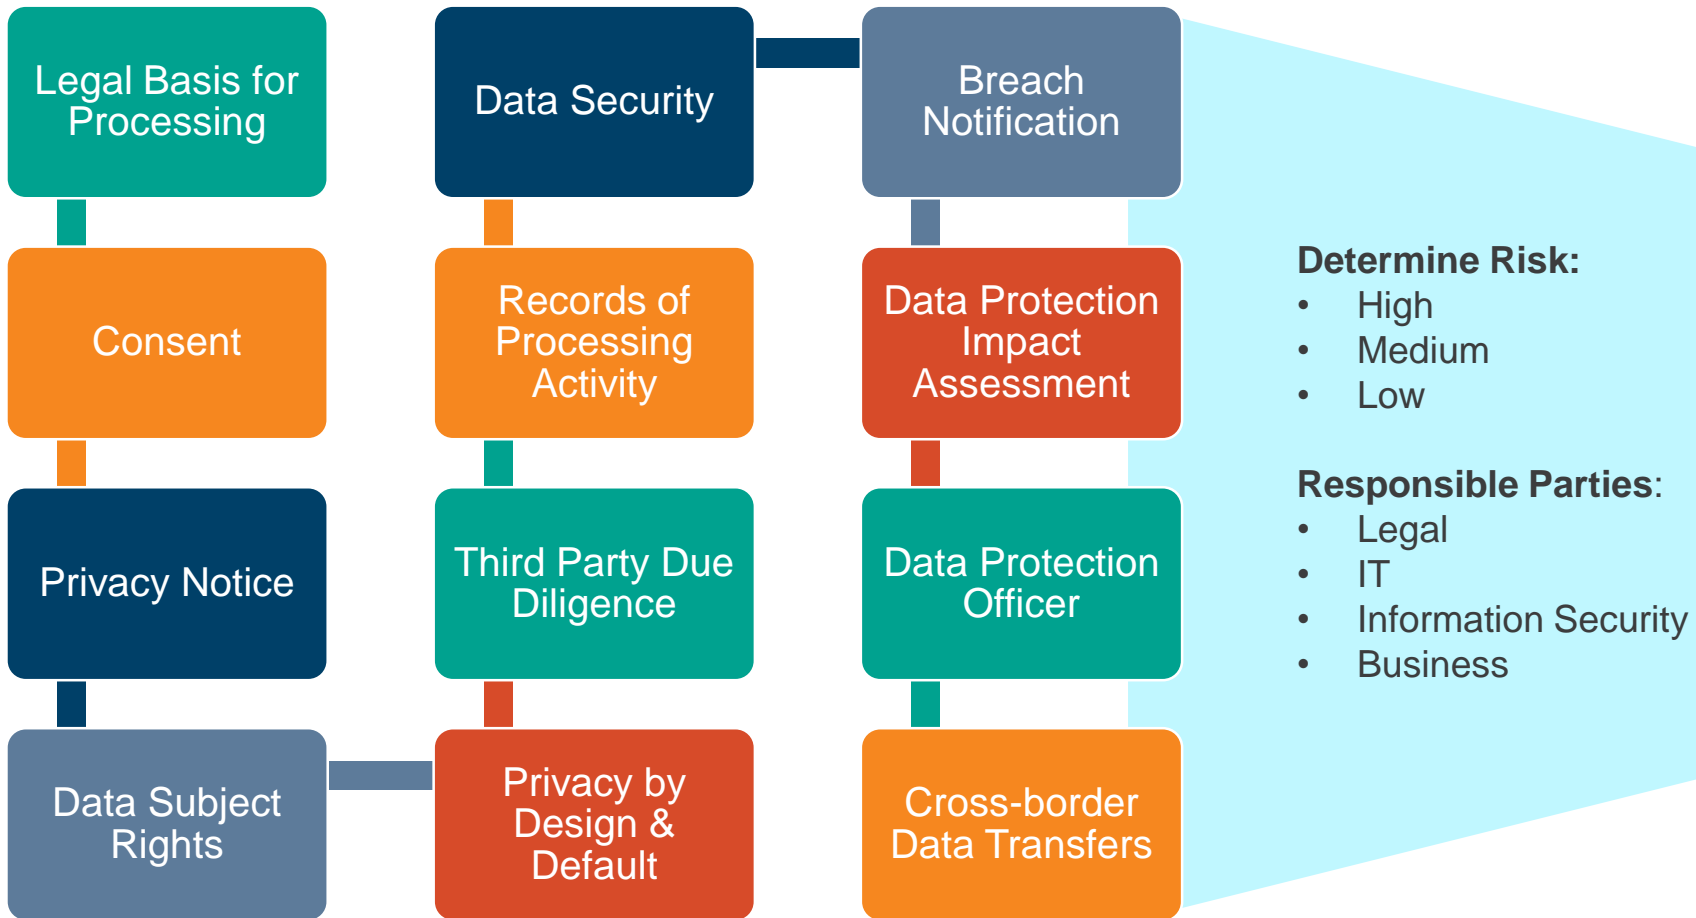 Legal Basis for
Processing
Consent
Privacy Notice
Data Subject
Rights
Privacy by
Design &
Default
Third Party Due
Diligence
Records of
Processing
Activity
Data Security
Breach
Notification
Data Protection
Impact
Assessment
Data Protection
Officer
Cross-border
Data Transfers
Determine Risk:
• High
• Medium
• Low
Responsible Parties:
• Legal
• IT
• Information Security
• Business